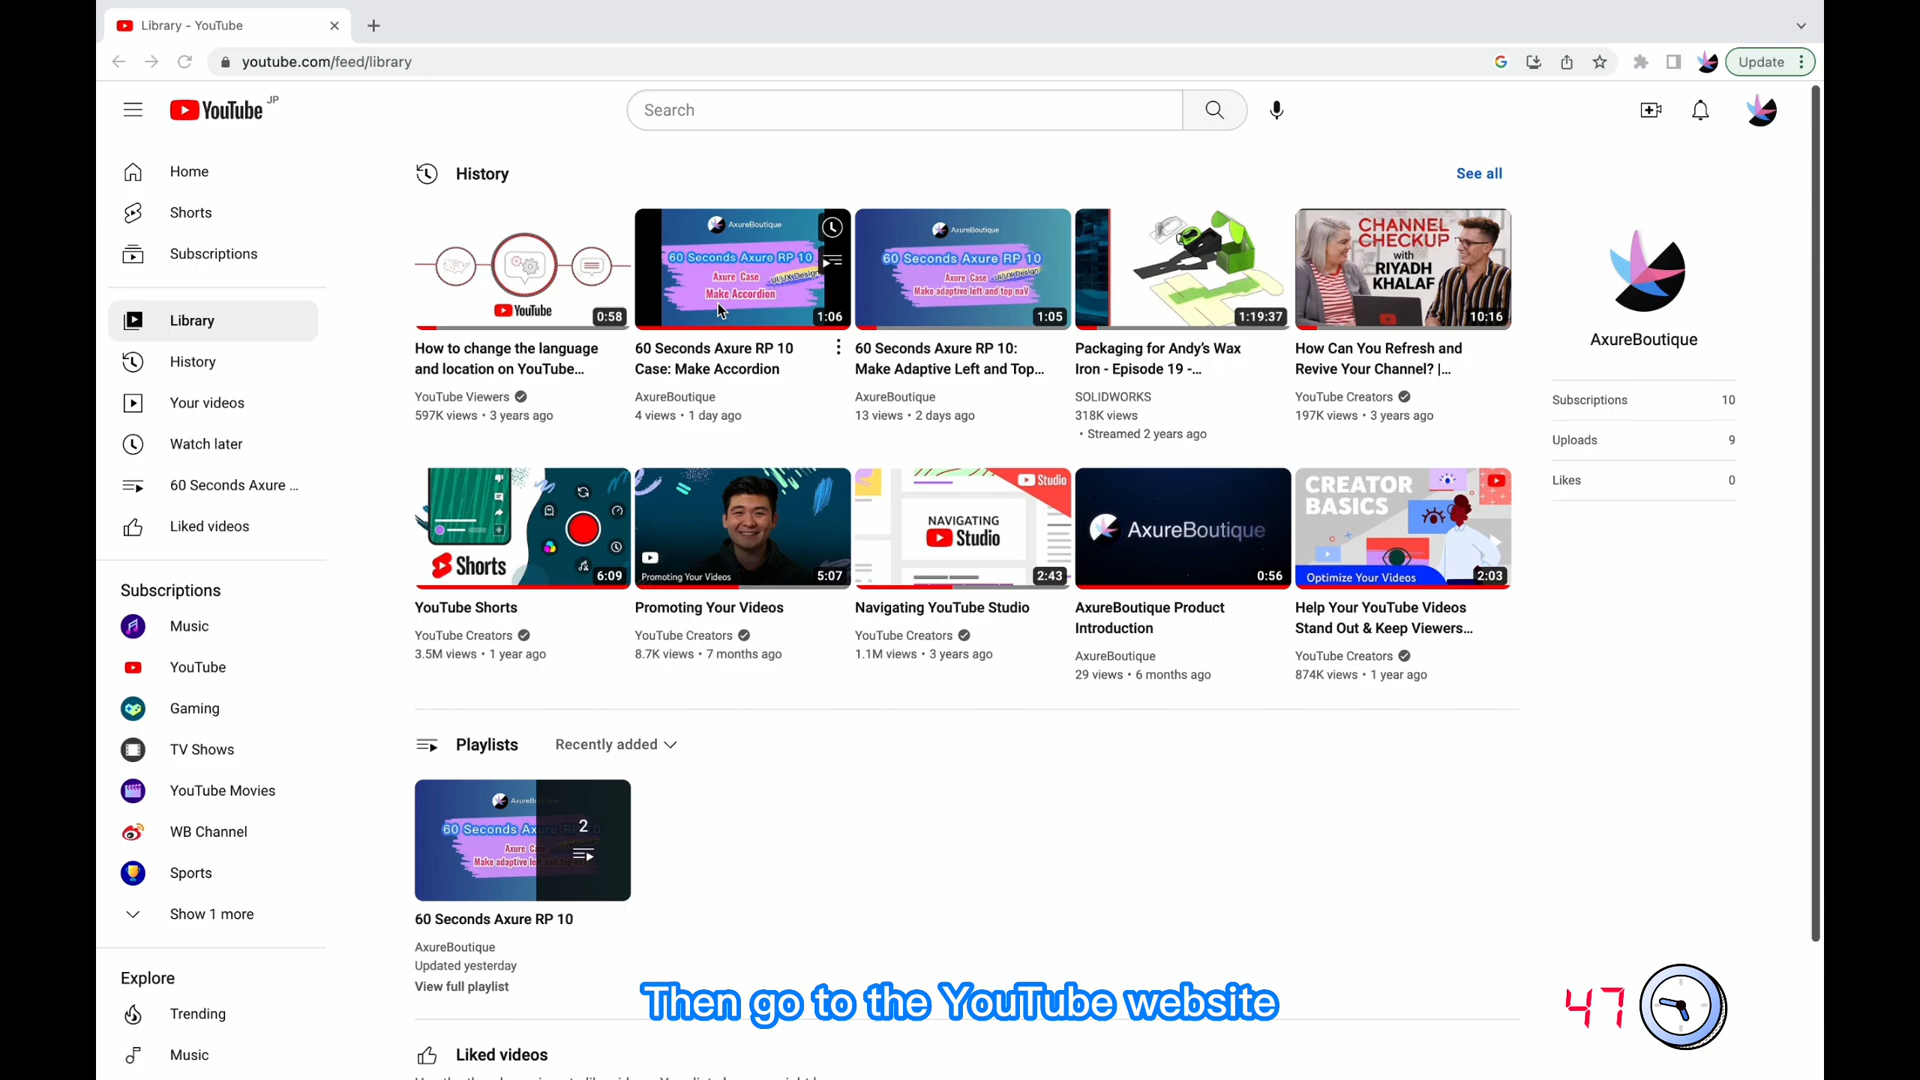 Library - YouTube
youtube.com/feed/library
Update
YouTube JP
Search
Home
Shorts
Subscriptions
Library
History
Your videos
Watch later
60 Seconds Axure ...
Liked videos
Subscriptions
Music
YouTube
Gaming
TV Shows
YouTube Movies
WB Channel
Sports
Show 1 more
Explore
Trending
Music
History
See all
YouTube
0:58
How to change the language
and location on YouTube...
YouTube Viewers
597K views • 3 years ago
AxureBoutique
60 Seconds Axure RP 10
Axure Case UI/UX Design
Make Accordion
1:06
60 Seconds Axure RP 10
Case: Make Accordion
AxureBoutique
4 views • 1 day ago
AxureBoutique
60 Seconds Axure RP 10
Axure Case UI/UX Design
Make adaptive left and top nav
1:05
60 Seconds Axure RP 10:
Make Adaptive Left and Top...
AxureBoutique
13 views • 2 days ago
1:19:37
Packaging for Andy’s Wax
Iron - Episode 19 -...
SOLIDWORKS
318K views
• Streamed 2 years ago
CHANNEL
CHECKUP
with
RIYADH
KHALAF
10:16
How Can You Refresh and
Revive Your Channel? |...
YouTube Creators
197K views • 3 years ago
Shorts
6:09
YouTube Shorts
YouTube Creators
3.5M views • 1 year ago
Promoting Your Videos
5:07
Promoting Your Videos
YouTube Creators
8.7K views • 7 months ago
Studio
NAVIGATING
Studio
2:43
Navigating YouTube Studio
YouTube Creators
1.1M views • 3 years ago
AxureBoutique
0:56
AxureBoutique Product
Introduction
AxureBoutique
29 views • 6 months ago
CREATOR
BASICS
Optimize Your Videos
2:03
Help Your YouTube Videos
Stand Out & Keep Viewers...
YouTube Creators
874K views • 1 year ago
AxureBoutique
Subscriptions 10
Uploads 9
Likes 0
Playlists
Recently added
2
60 Seconds Axure RP 10
AxureBoutique
Updated yesterday
View full playlist
Then go to the YouTube website
47
Liked videos